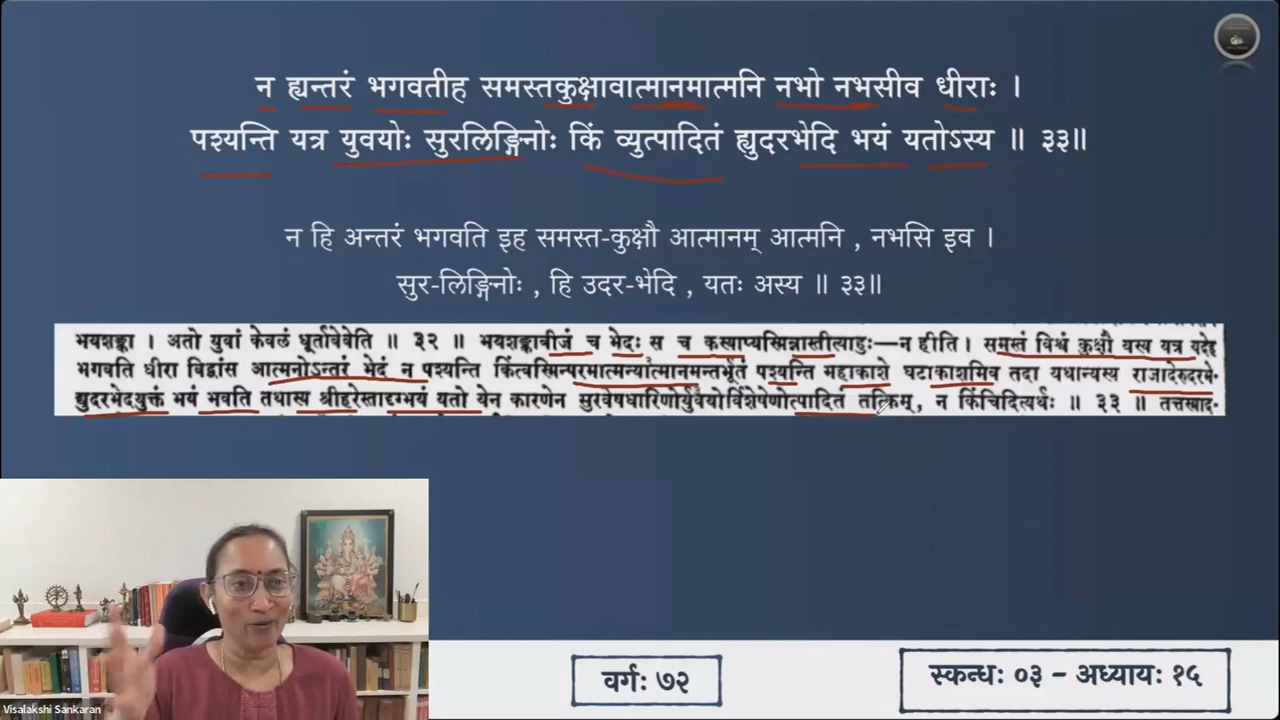 न ह्यन्तरं भगवतीह समस्तकुक्षावात्मानमात्मनि नभो नभसीव धीराः ।
पश्यन्ति यत्र युवयोः सुरलिङ्गिनोः किं व्युत्पादितं ह्युदरभेदि भयं यतोऽस्य ॥ ३३॥
न हि अन्तरं भगवति इह समस्त-कुक्षौ आत्मानम् आत्मनि , नभसि इव ।
सुर-लिङ्गिनोः , हि उदर-भेदि , यतः अस्य ॥ ३३॥
भयशङ्का । अतो युवां केवलं धूर्तावेवेति ॥ ३२ ॥ भयशङ्काबीजं च भेदः स च कस्याप्यस्मिन्नास्तीत्याहुः—न हीति । समस्तं विश्वं कुक्षौ यस्य यत्र यदेह
भगवति धीरा विद्वांस आत्मनोऽन्तरं भेदं न पश्यन्ति किंत्वस्मिन्परमात्मन्यात्मानमन्तर्भूतं पश्यन्ति महाकाशे घटाकाशमिव तदा यथान्यस्य राजादेरुदरभे-
द्युदरभेदयुक्तं भयं भवति तथास्य श्रीहरेस्तादृग्भयं यतो येन कारणेन सुरवेषधारिणोर्युवयोर्विशेषेणोत्पादितं तत्किम्, न किंचिदित्यर्थः ॥ ३३ ॥
Visalakshi Sankaran
वर्गः ७२
स्कन्धः ०३ – अध्यायः १५